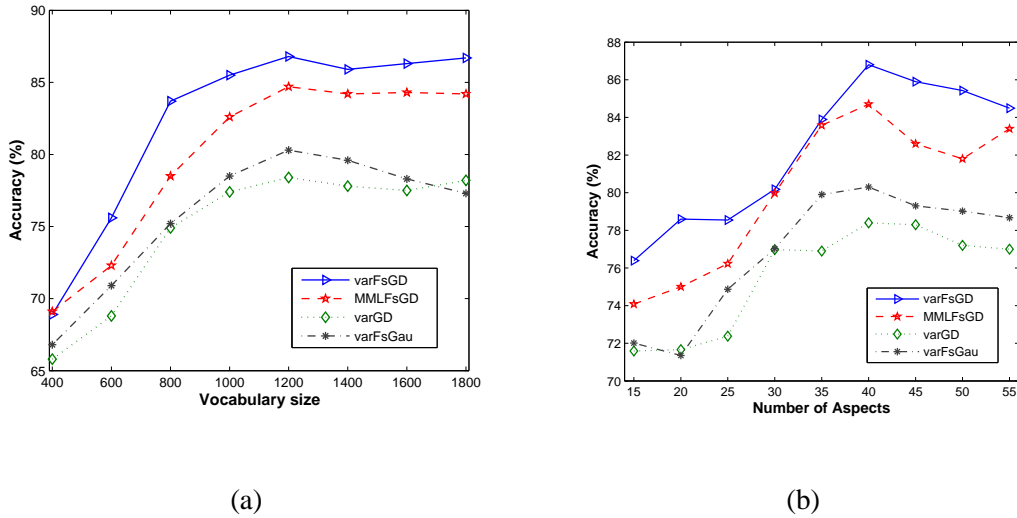 90
85
80
75
70
65
Accuracy (%)
400 600 800 1000 1200 1400 1600 1800
Vocabulary size
varFsGD
MMLFsGD
varGD
varFsGau
(a)
88
86
84
82
80
78
76
74
72
70
Accuracy (%)
15 20 25 30 35 40 45 50 55
Number of Aspects
varFsGD
MMLFsGD
varGD
varFsGau
(b)